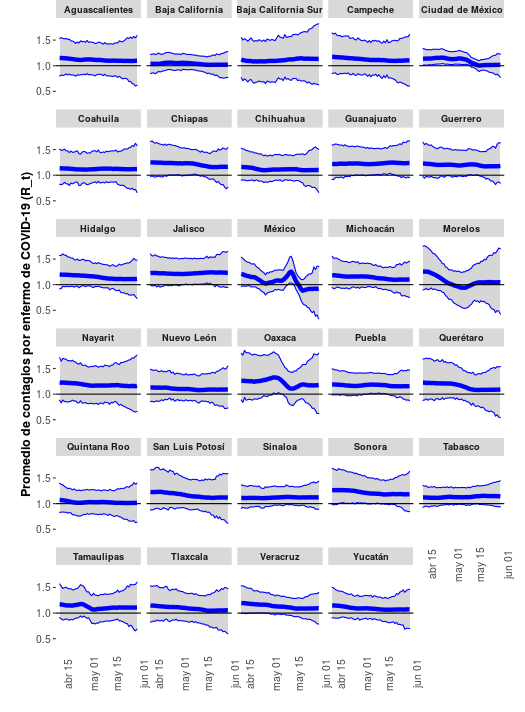 Promedio de contagios por enfermo de COVID-19 (R_t)
Aguascalientes Baja California Baja California Sur Campeche Ciudad de México
1.5
1.0
0.5
Coahuila Chiapas Chihuahua Guanajuato Guerrero
1.5
1.0
0.5
Hidalgo Jalisco México Michoacán Morelos
1.5
1.0
0.5
Nayarit Nuevo León Oaxaca Puebla Querétaro
1.5
1.0
0.5
Quintana Roo San Luis Potosí Sinaloa Sonora Tabasco
1.5
1.0
0.5
abr 15 may 01 may 15 jun 01
Tamaulipas Tlaxcala Veracruz Yucatán
1.5
1.0
0.5
abr 15 may 01 may 15 jun 01 abr 15 may 01 may 15 jun 01 abr 15 may 01 may 15 jun 01 abr 15 may 01 may 15 jun 01